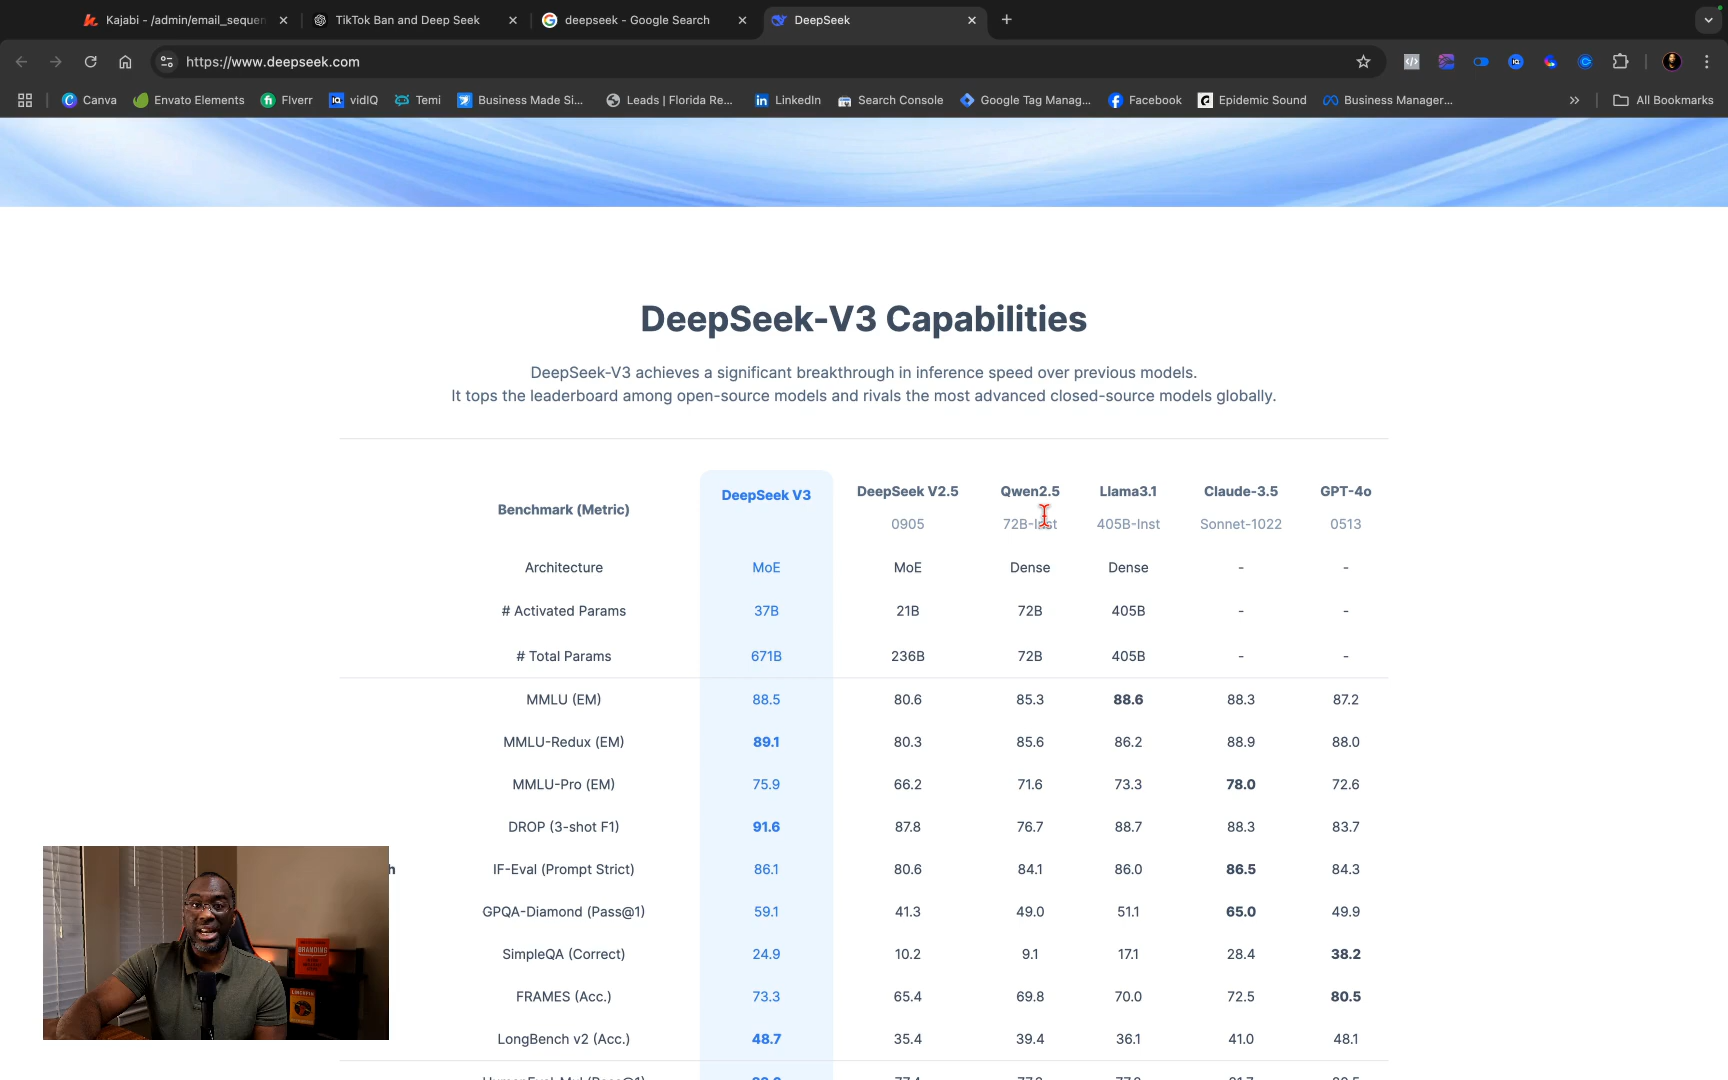 Kajabi - /admin/email_sequen
TikTok Ban and Deep Seek
deepseek - Google Search
DeepSeek
https://www.deepseek.com
Canva
Envato Elements
FIverr
vidIQ
Temi
Business Made Si...
Leads | Florida Re...
LinkedIn
Search Console
Google Tag Manag...
Facebook
Epidemic Sound
Business Manager...
All Bookmarks
DeepSeek-V3 Capabilities
DeepSeek-V3 achieves a significant breakthrough in inference speed over previous models.
It tops the leaderboard among open-source models and rivals the most advanced closed-source models globally.
Benchmark (Metric) DeepSeek V3 DeepSeek V2.5 Qwen2.5 Llama3.1 Claude-3.5 GPT-4o
0905 72B-Inst 405B-Inst Sonnet-1022 0513
Architecture MoE MoE Dense Dense - -
# Activated Params 37B 21B 72B 405B - -
# Total Params 671B 236B 72B 405B - -
MMLU (EM) 88.5 80.6 85.3 88.6 88.3 87.2
MMLU-Redux (EM) 89.1 80.3 85.6 86.2 88.9 88.0
MMLU-Pro (EM) 75.9 66.2 71.6 73.3 78.0 72.6
DROP (3-shot F1) 91.6 87.8 76.7 88.7 88.3 83.7
h IF-Eval (Prompt Strict) 86.1 80.6 84.1 86.0 86.5 84.3
GPQA-Diamond (Pass@1) 59.1 41.3 49.0 51.1 65.0 49.9
SimpleQA (Correct) 24.9 10.2 9.1 17.1 28.4 38.2
FRAMES (Acc.) 73.3 65.4 69.8 70.0 72.5 80.5
LongBench v2 (Acc.) 48.7 35.4 39.4 36.1 41.0 48.1
BRANDING
LINCHPIN